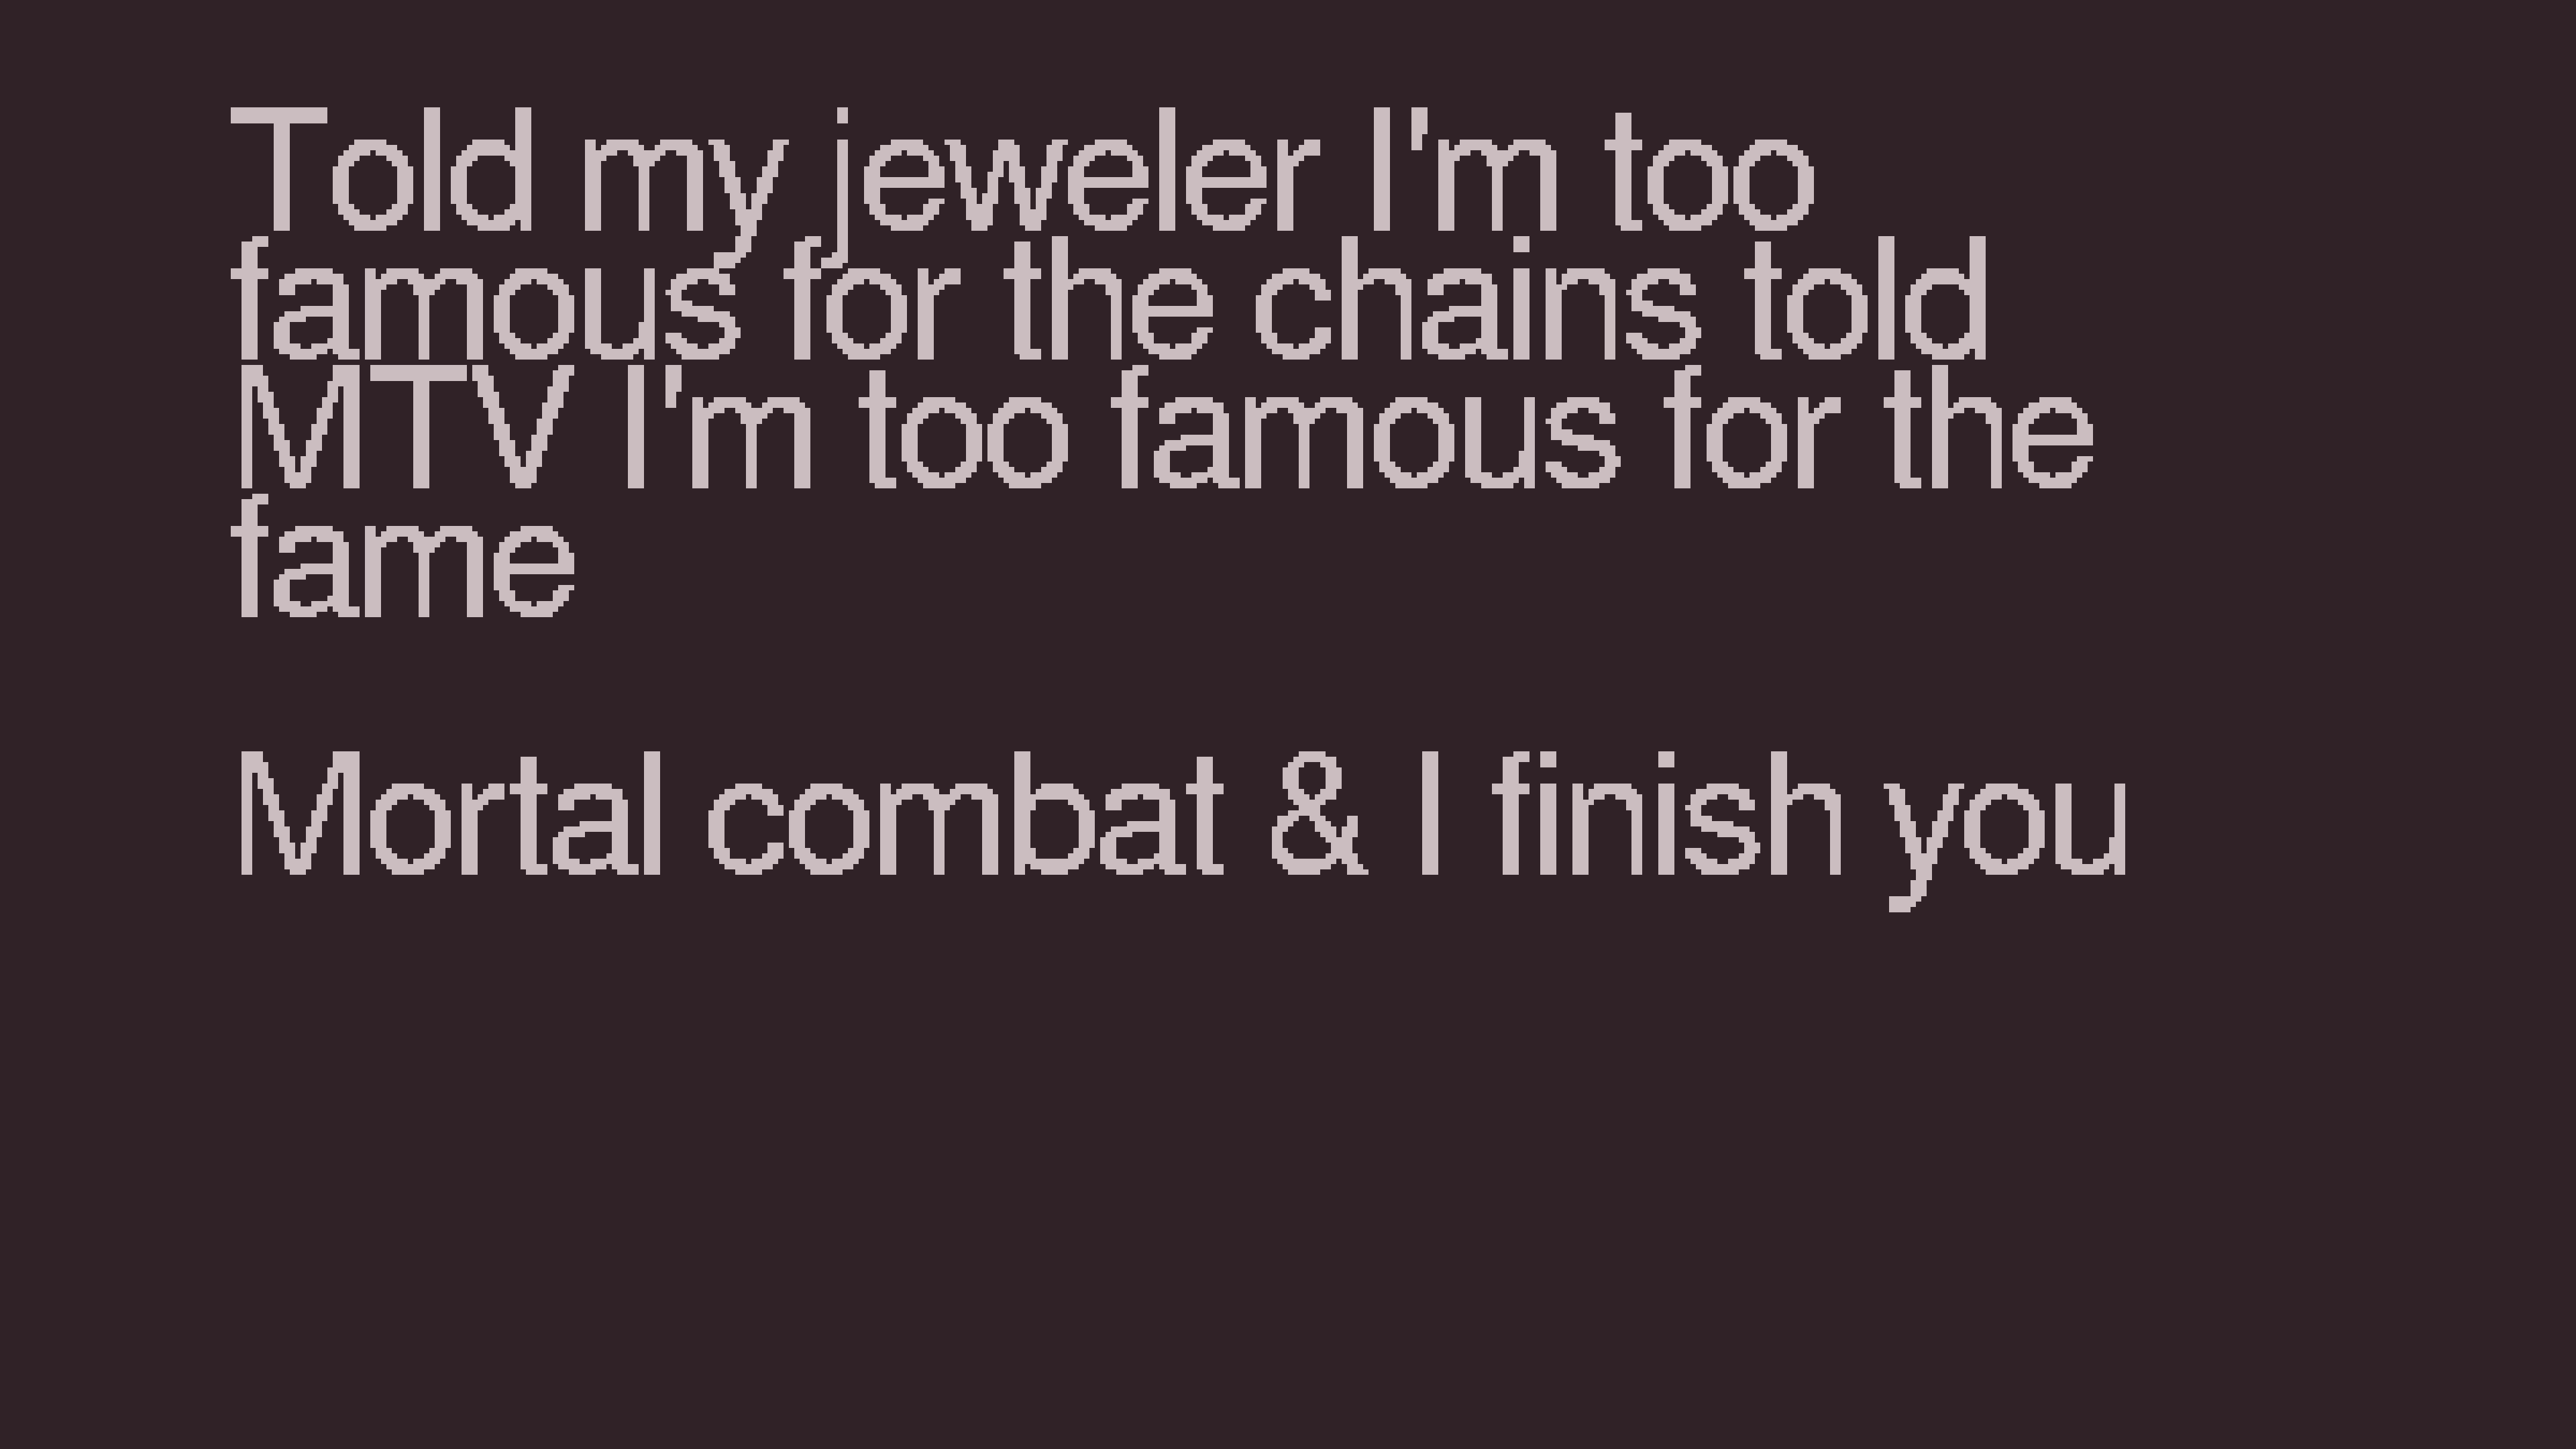 Told my jeweler I'm too
famous for the chains told
MTV I'm too famous for the
fame
Mortal combat & I finish you